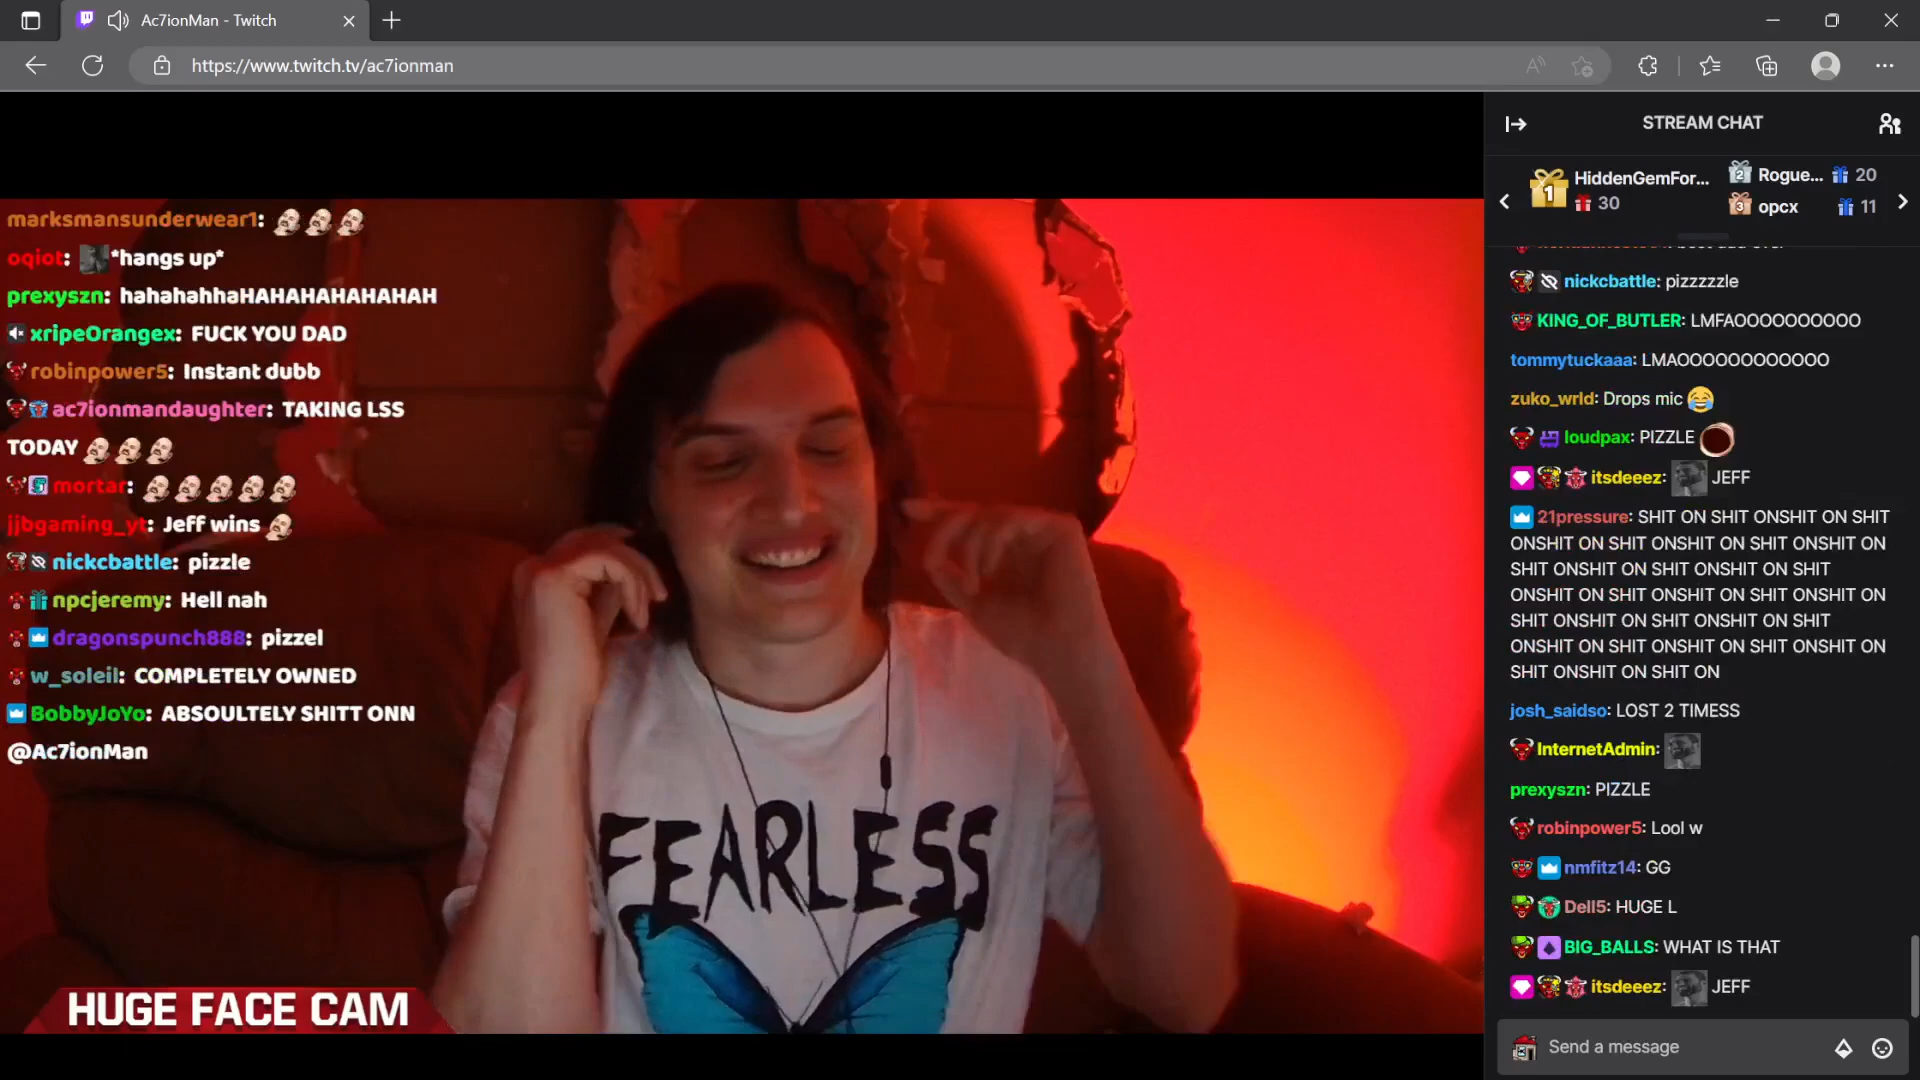 Ac7ionMan - Twitch
https://www.twitch.tv/ac7ionman
marksmansunderwear1:
oqiot: *hangs up*
prexyszn: hahahahhaHAHAHAHAHAHAH
xripeOrangex: FUCK YOU DAD
robinpower5: Instant dubb
ac7ionmandaughter: TAKING LSS
TODAY
mortar:
jjbgaming_yt: Jeff wins
nickcbattle: pizzle
npcjeremy: Hell nah
dragonspunch888: pizzel
w_soleil: COMPLETELY OWNED
BobbyJoYo: ABSOULTELY SHITT ONN
@Ac7ionMan
FEARLESS
HUGE FACE CAM
STREAM CHAT
1 HiddenGemFor...
30
2 Rogue... 20
3 opcx 11
nickcbattle: pizzzzzle
KING_OF_BUTLER: LMFAOOOOOOOOOO
tommytuckaaa: LMAOOOOOOOOOOOO
zuko_wrld: Drops mic
loudpax: PIZZLE
itsdeeez: JEFF
21pressure: SHIT ON SHIT ONSHIT ON SHIT
ONSHIT ON SHIT ONSHIT ON SHIT ONSHIT ON
SHIT ONSHIT ON SHIT ONSHIT ON SHIT
ONSHIT ON SHIT ONSHIT ON SHIT ONSHIT ON
SHIT ONSHIT ON SHIT ONSHIT ON SHIT
ONSHIT ON SHIT ONSHIT ON SHIT ONSHIT ON
SHIT ONSHIT ON SHIT ON
josh_saidso: LOST 2 TIMESS
InternetAdmin:
prexyszn: PIZZLE
robinpower5: Lool w
nmfitz14: GG
Dell5: HUGE L
BIG_BALLS: WHAT IS THAT
itsdeeez: JEFF
Send a message